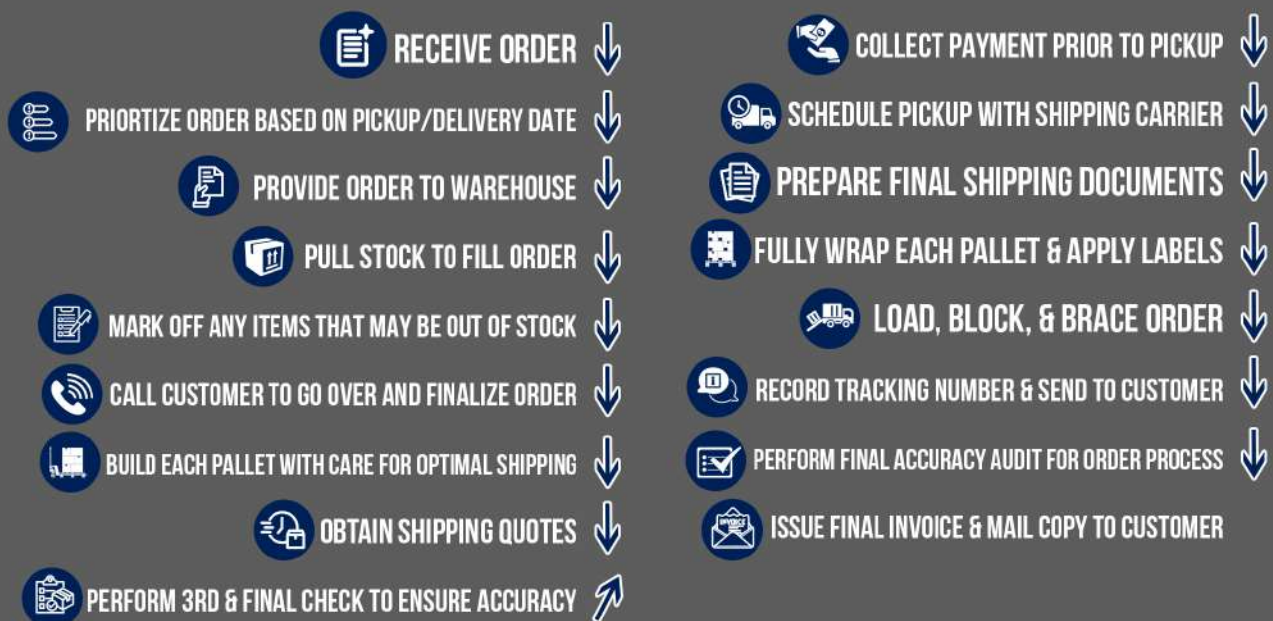 RECEIVE ORDER
PRIORTIZE ORDER BASED ON PICKUP/DELIVERY DATE
PROVIDE ORDER TO WAREHOUSE
PULL STOCK TO FILL ORDER
MARK OFF ANY ITEMS THAT MAY BE OUT OF STOCK
CALL CUSTOMER TO GO OVER AND FINALIZE ORDER
BUILD EACH PALLET WITH CARE FOR OPTIMAL SHIPPING
OBTAIN SHIPPING QUOTES
PERFORM 3RD & FINAL CHECK TO ENSURE ACCURACY
COLLECT PAYMENT PRIOR TO PICKUP
SCHEDULE PICKUP WITH SHIPPING CARRIER
PREPARE FINAL SHIPPING DOCUMENTS
FULLY WRAP EACH PALLET & APPLY LABELS
LOAD, BLOCK, & BRACE ORDER
RECORD TRACKING NUMBER & SEND TO CUSTOMER
PERFORM FINAL ACCURACY AUDIT FOR ORDER PROCESS
INVOICE
ISSUE FINAL INVOICE & MAIL COPY TO CUSTOMER